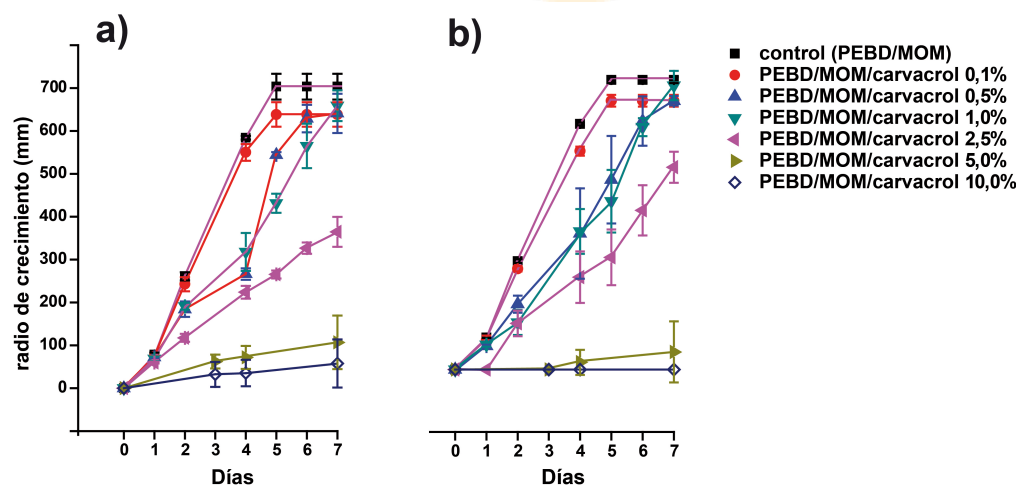 a)
b)
control (PEBD/MOM)
PEBD/MOM/carvacrol 0,1%
PEBD/MOM/carvacrol 0,5%
PEBD/MOM/carvacrol 1,0%
PEBD/MOM/carvacrol 2,5%
PEBD/MOM/carvacrol 5,0%
PEBD/MOM/carvacrol 10,0%
radio de crecimiento (mm)
700
600
500
400
300
200
100
0
0 1 2 3 4 5 6 7
Días
0 1 2 3 4 5 6 7
Días